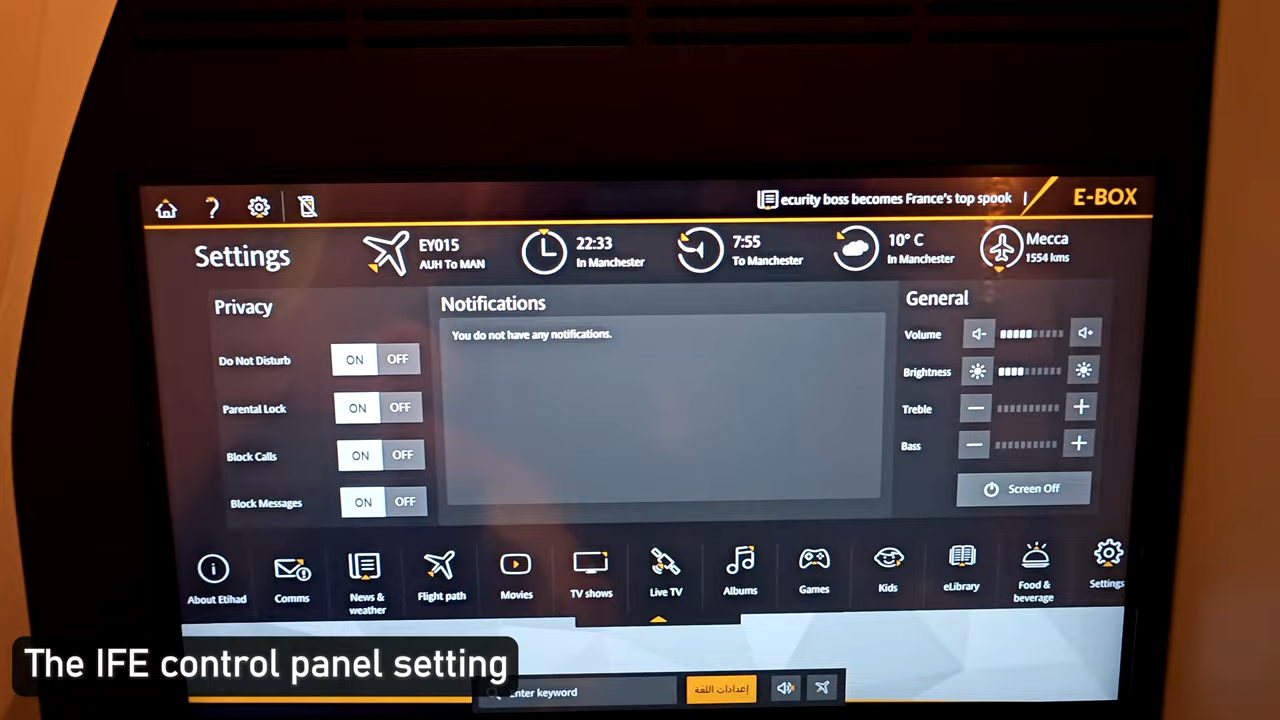 ecurity boss becomes France's top spook
E-BOX
Settings
EY015
AUH To MAN
22:33
In Manchester
7:55
To Manchester
10° C
In Manchester
Mecca
1554 kms
Privacy
Do Not Disturb
ON OFF
Parental Lock
ON OFF
Block Calls
ON OFF
Block Messages
ON OFF
Notifications
You do not have any notifications.
General
Volume
Brightness
Treble
Bass
Screen Off
About Etihad
Comms
News &
weather
Flight path
Movies
TV shows
Live TV
Albums
Games
Kids
eLibrary
Food &
beverage
Settings
The IFE control panel setting
Enter keyword
إعدادات اللغة